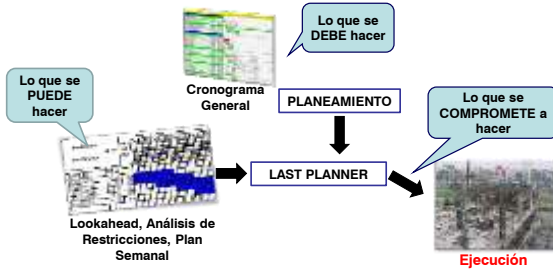 Lo que se
DEBE hacer
Cronograma
General
Lo que se
PUEDE
hacer
PLANEAMIENTO
Lo que se
COMPROMETE a
hacer
LAST PLANNER
Lookahead, Análisis de
Restricciones, Plan
Semanal
Ejecución